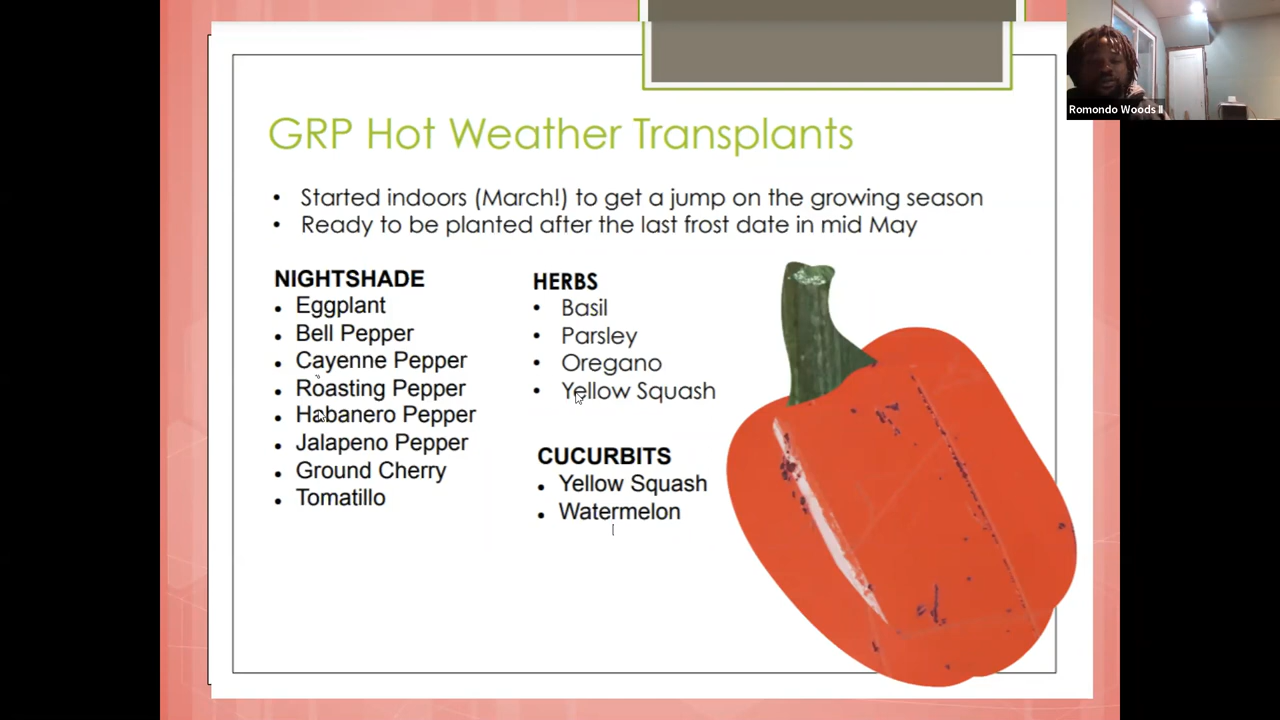 GRP Hot Weather Transplants
• Started indoors (March!) to get a jump on the growing season
• Ready to be planted after the last frost date in mid May
NIGHTSHADE
• Eggplant
• Bell Pepper
• Cayenne Pepper
• Roasting Pepper
• Habanero Pepper
• Jalapeno Pepper
• Ground Cherry
• Tomatillo
HERBS
• Basil
• Parsley
• Oregano
• Yellow Squash
CUCURBITS
• Yellow Squash
• Watermelon
Romondo Woods II